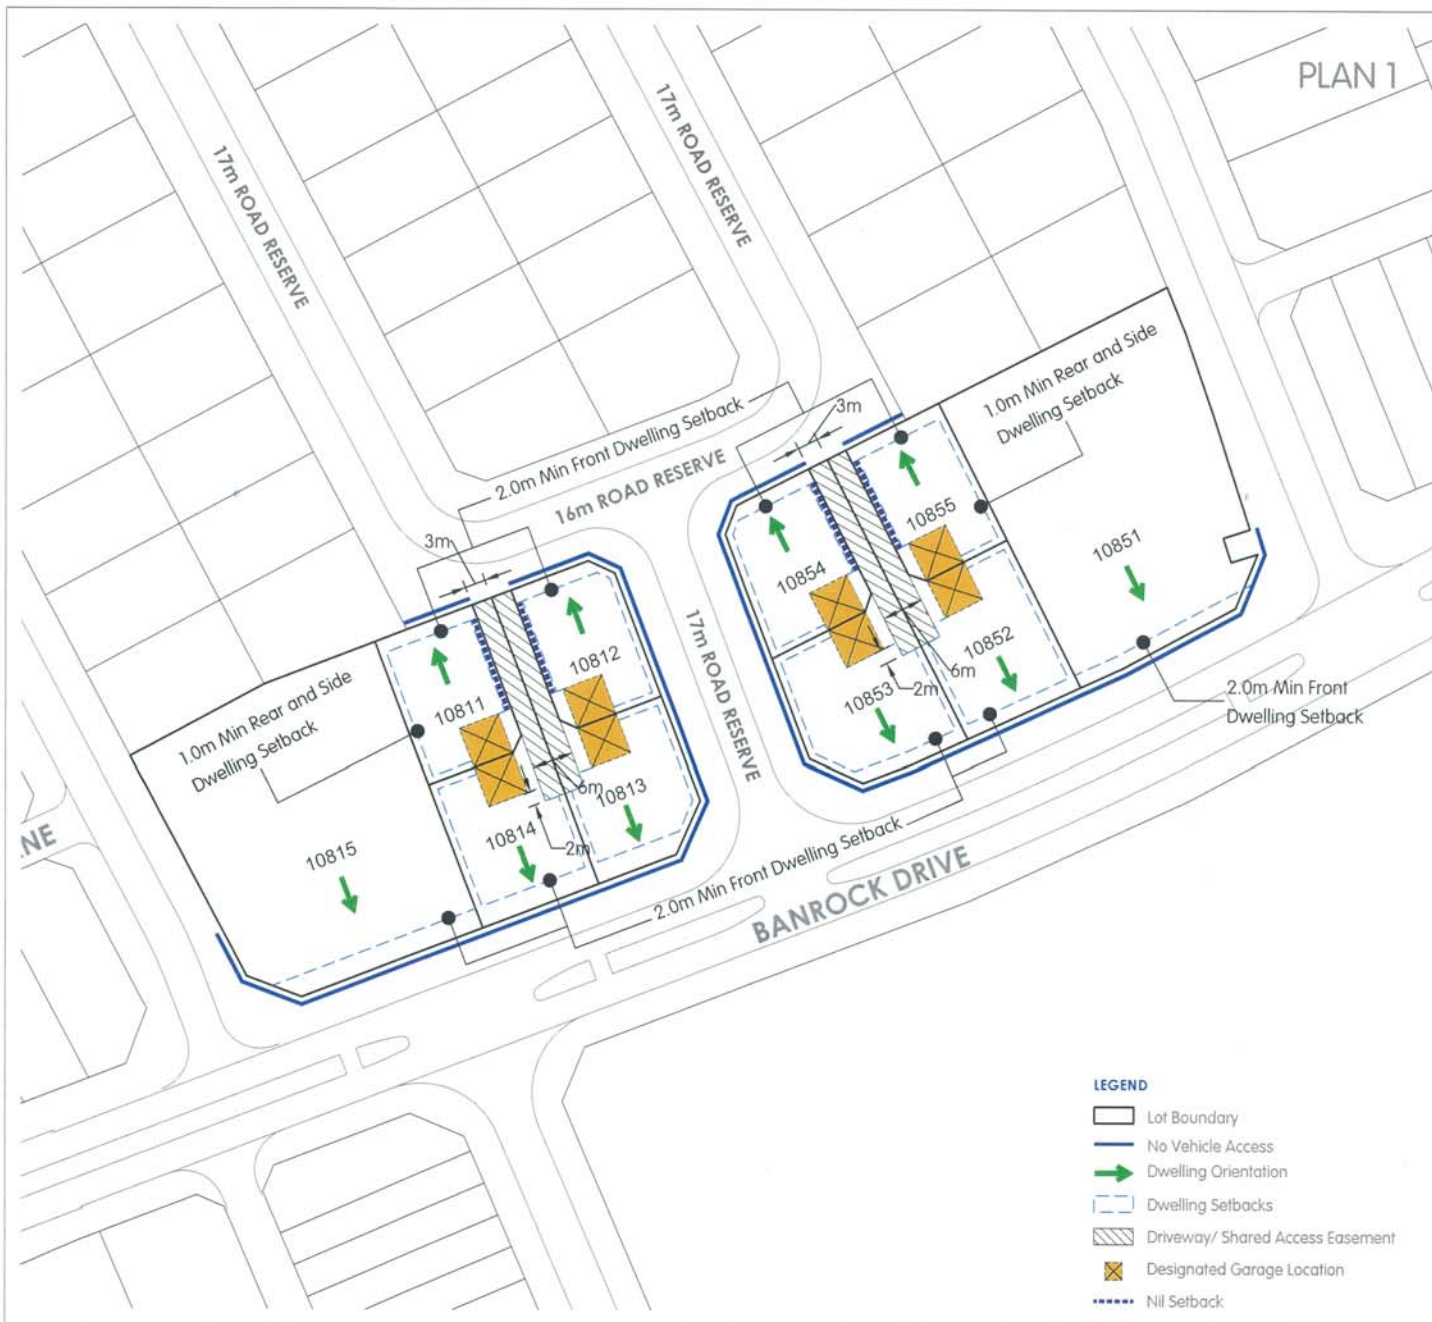 PLAN 1
17m ROAD RESERVE
17m ROAD RESERVE
1.0m Min Rear and Side
Dwelling Setback
3m
2.0m Min Front Dwelling Setback
16m ROAD RESERVE
3m
10855
10854
10851
10852
6m
2m
10853
2.0m Min Front
Dwelling Setback
17m ROAD RESERVE
10812
10811
1.0m Min Rear and Side
Dwelling Setback
6m
10813
10814
2m
10815
NE
2.0m Min Front Dwelling Setback
BANROCK DRIVE
LEGEND
Lot Boundary
No Vehicle Access
Dwelling Orientation
Dwelling Setbacks
Driveway/ Shared Access Easement
Designated Garage Location
Nil Setback